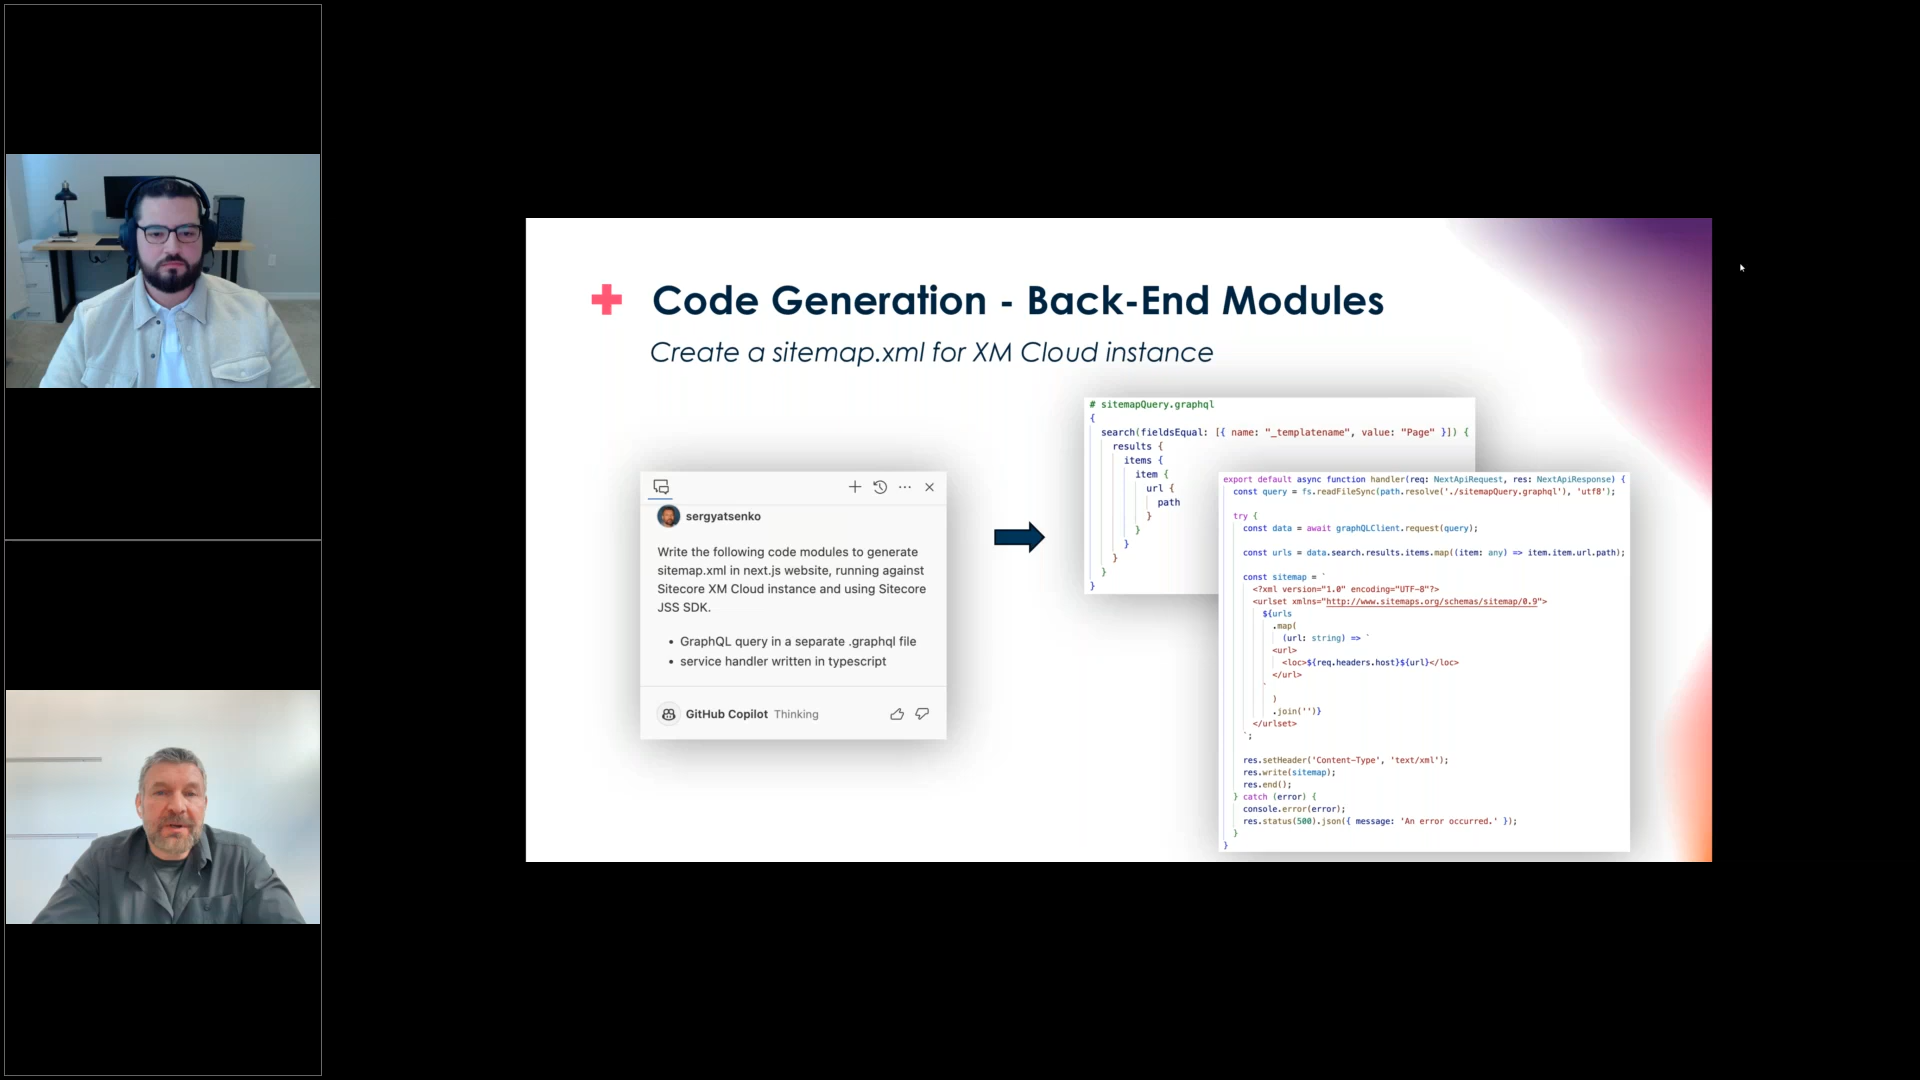 Code Generation - Back-End Modules
Create a sitemap.xml for XM Cloud instance
sergyatsenko
Write the following code modules to generate
sitemap.xml in next.js website, running against
Sitecore XM Cloud instance and using Sitecore
JSS SDK.
• GraphQL query in a separate .graphql file
• service handler written in typescript
GitHub Copilot Thinking
# sitemapQuery.graphql
{
search(fieldsEqual: [{ name: "_templatename", value: "Page" }]) {
results {
items {
item {
url {
path
}
}
}
}
}
}
export default async function handler(req: NextApiRequest, res: NextApiResponse) {
const query = fs.readFileSync(path.resolve('./sitemapQuery.graphql'), 'utf8');
try {
const data = await graphQLClient.request(query);
const urls = data.search.results.items.map((item: any) => item.item.url.path);
const sitemap = `
<?xml version="1.0" encoding="UTF-8"?>
<urlset xmlns="http://www.sitemaps.org/schemas/sitemap/0.9">
${urls
.map(
(url: string) => `
<url>
<loc>${req.headers.host}${url}</loc>
</url>
`
)
.join('')}
</urlset>
`;
res.setHeader('Content-Type', 'text/xml');
res.write(sitemap);
res.end();
} catch (error) {
console.error(error);
res.status(500).json({ message: 'An error occurred.' });
}
}